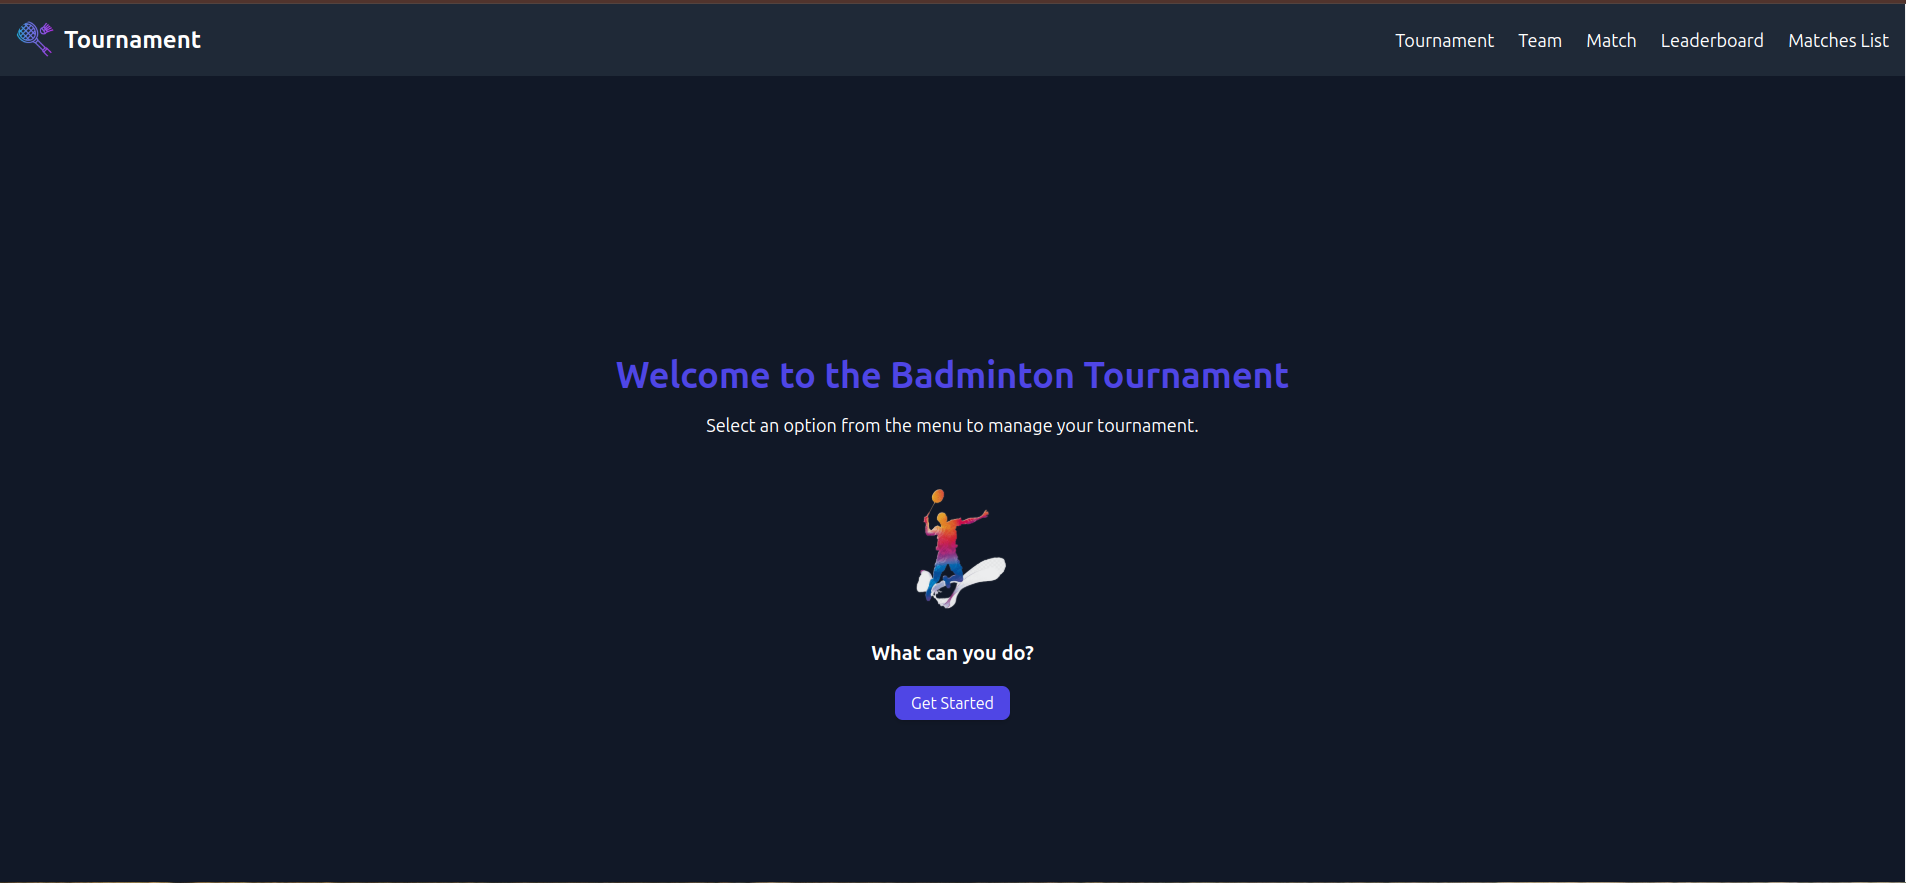 Tournament
Tournament Team Match Leaderboard Matches List
Welcome to the Badminton Tournament
Select an option from the menu to manage your tournament.
What can you do?
Get Started